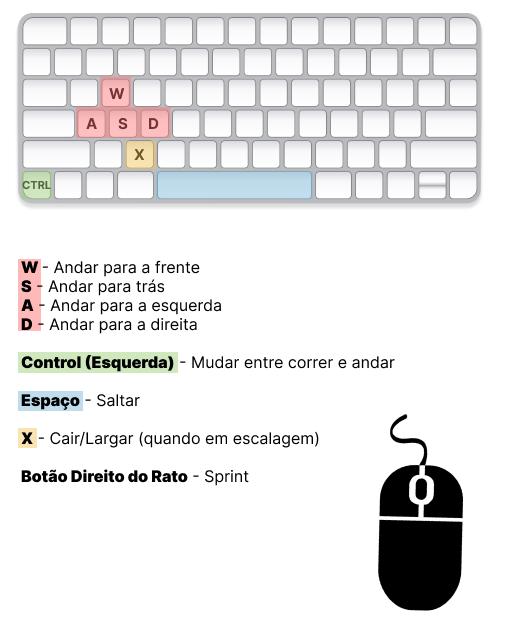 W
A S D
X
CTRL
W - Andar para a frente
S - Andar para trás
A - Andar para a esquerda
D - Andar para a direita
Control (Esquerda) - Mudar entre correr e andar
Espaço - Saltar
X - Cair/Largar (quando em escalagem)
Botão Direito do Rato - Sprint